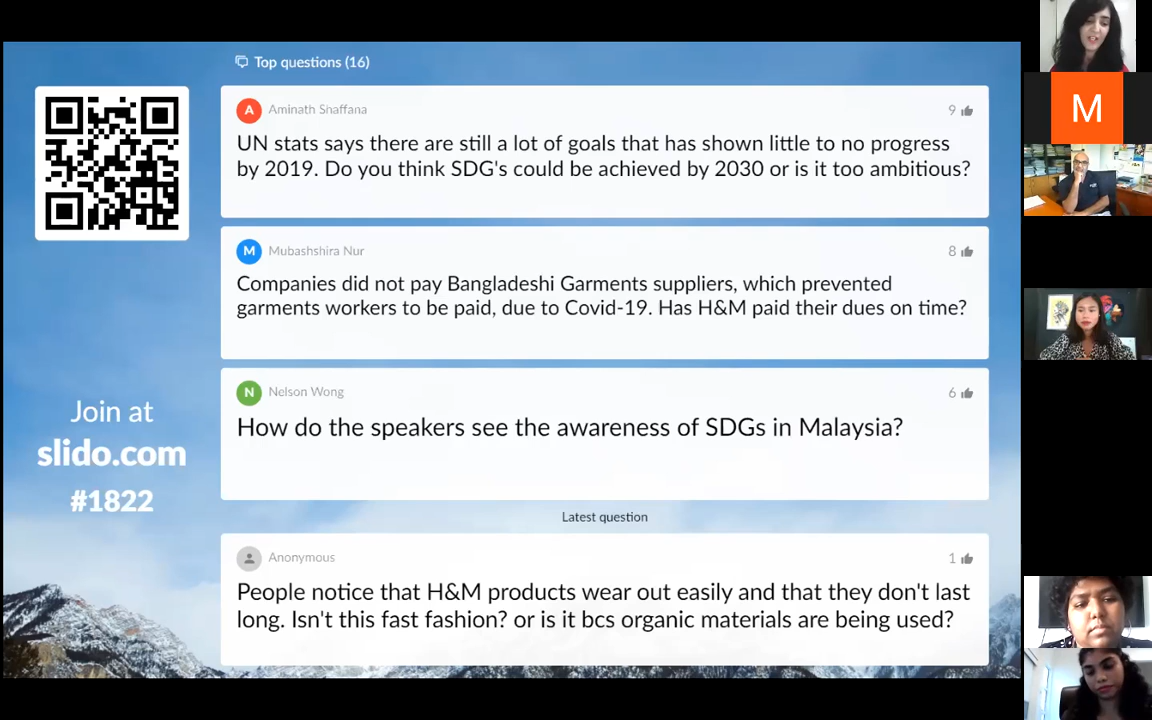 Top questions (16)
A Aminath Shaffana 9
UN stats says there are still a lot of goals that has shown little to no progress
by 2019. Do you think SDG's could be achieved by 2030 or is it too ambitious?
M Mubashshira Nur 8
Companies did not pay Bangladeshi Garments suppliers, which prevented
garments workers to be paid, due to Covid-19. Has H&M paid their dues on time?
N Nelson Wong 6
How do the speakers see the awareness of SDGs in Malaysia?
Latest question
Anonymous 1
People notice that H&M products wear out easily and that they don't last
long. Isn't this fast fashion? or is it bcs organic materials are being used?
Join at
slido.com
#1822
M